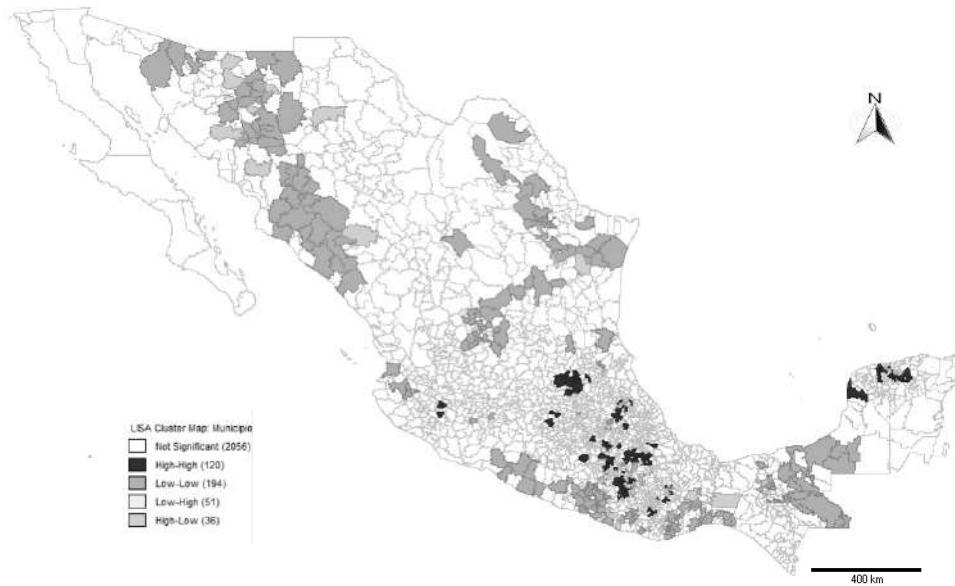 N
LISA Cluster Map: Municipio
Not Significant (2056)
High-High (120)
Low-Low (194)
Low-High (51)
High-Low (36)
400 km